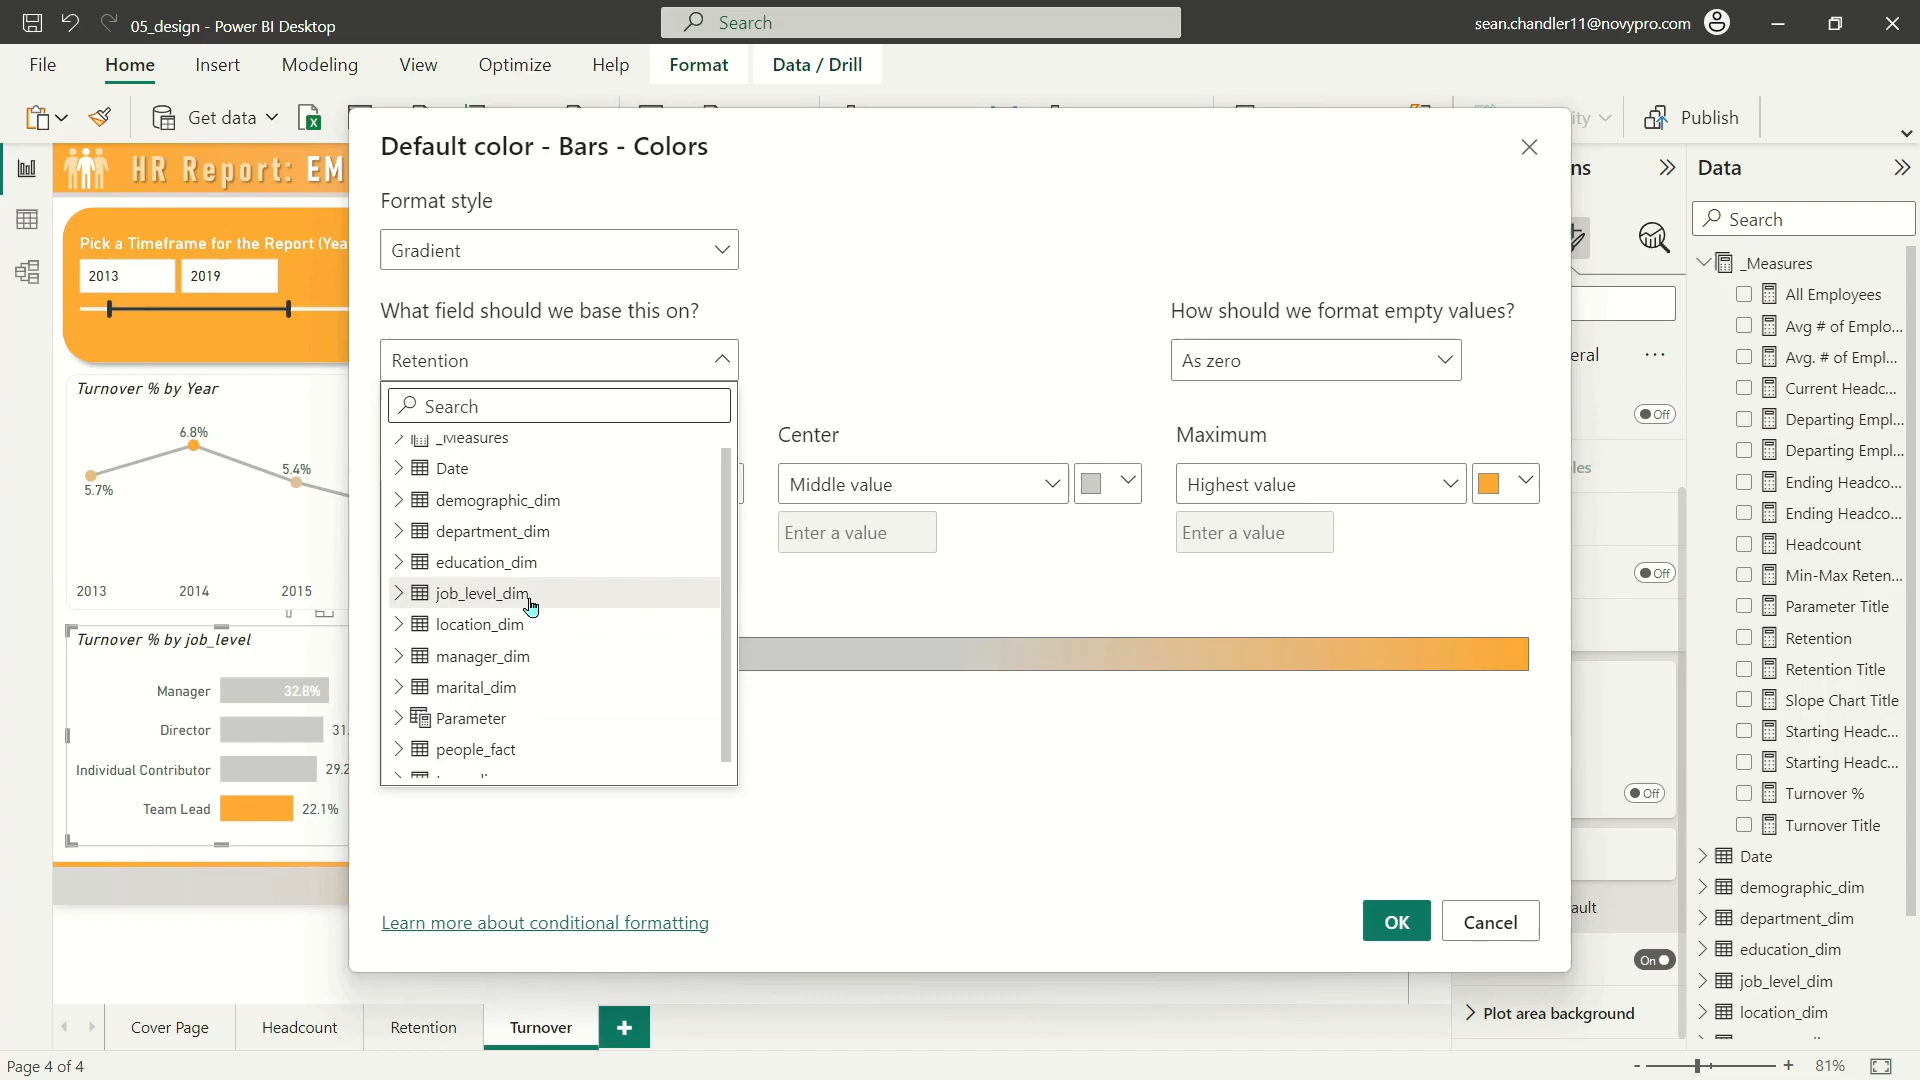 05_design - Power BI Desktop
Search
sean.chandler11@novypro.com
File
Home
Insert
Modeling
View
Optimize
Help
Format
Data / Drill
Get data
Publish
HR Report: EM
Pick a Timeframe for the Report (Yea
2013
2019
Turnover % by Year
6.8%
5.7%
5.4%
2013
2014
2015
Turnover % by job_level
Manager
32.8%
Director
31.
Individual Contributor
29.2
Team Lead
22.1%
Default color - Bars - Colors
Format style
Gradient
What field should we base this on?
Retention
Search
_Measures
Date
demographic_dim
department_dim
education_dim
job_level_dim
location_dim
manager_dim
marital_dim
Parameter
people_fact
How should we format empty values?
As zero
Center
Middle value
Enter a value
Maximum
Highest value
Enter a value
Learn more about conditional formatting
OK
Cancel
ns
eral
Off
les
Off
Off
ault
On
Plot area background
Data
Search
_Measures
All Employees
Avg # of Emplo...
Avg. # of Empl...
Current Headc...
Departing Empl...
Departing Empl...
Ending Headco...
Ending Headco...
Headcount
Min-Max Reten...
Parameter Title
Retention
Retention Title
Slope Chart Title
Starting Headc...
Starting Headc...
Turnover %
Turnover Title
Date
demographic_dim
department_dim
education_dim
job_level_dim
location_dim
Cover Page
Headcount
Retention
Turnover
Page 4 of 4
81%